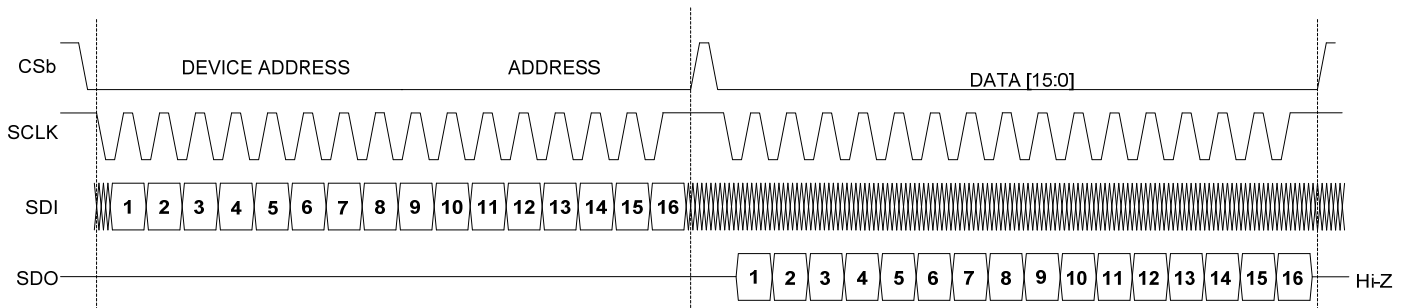 CSb DEVICE ADDRESS ADDRESS DATA [15:0]
SCLK
SDI 1 2 3 4 5 6 7 8 9 10 11 12 13 14 15 16
SDO 1 2 3 4 5 6 7 8 9 10 11 12 13 14 15 16 Hi-Z